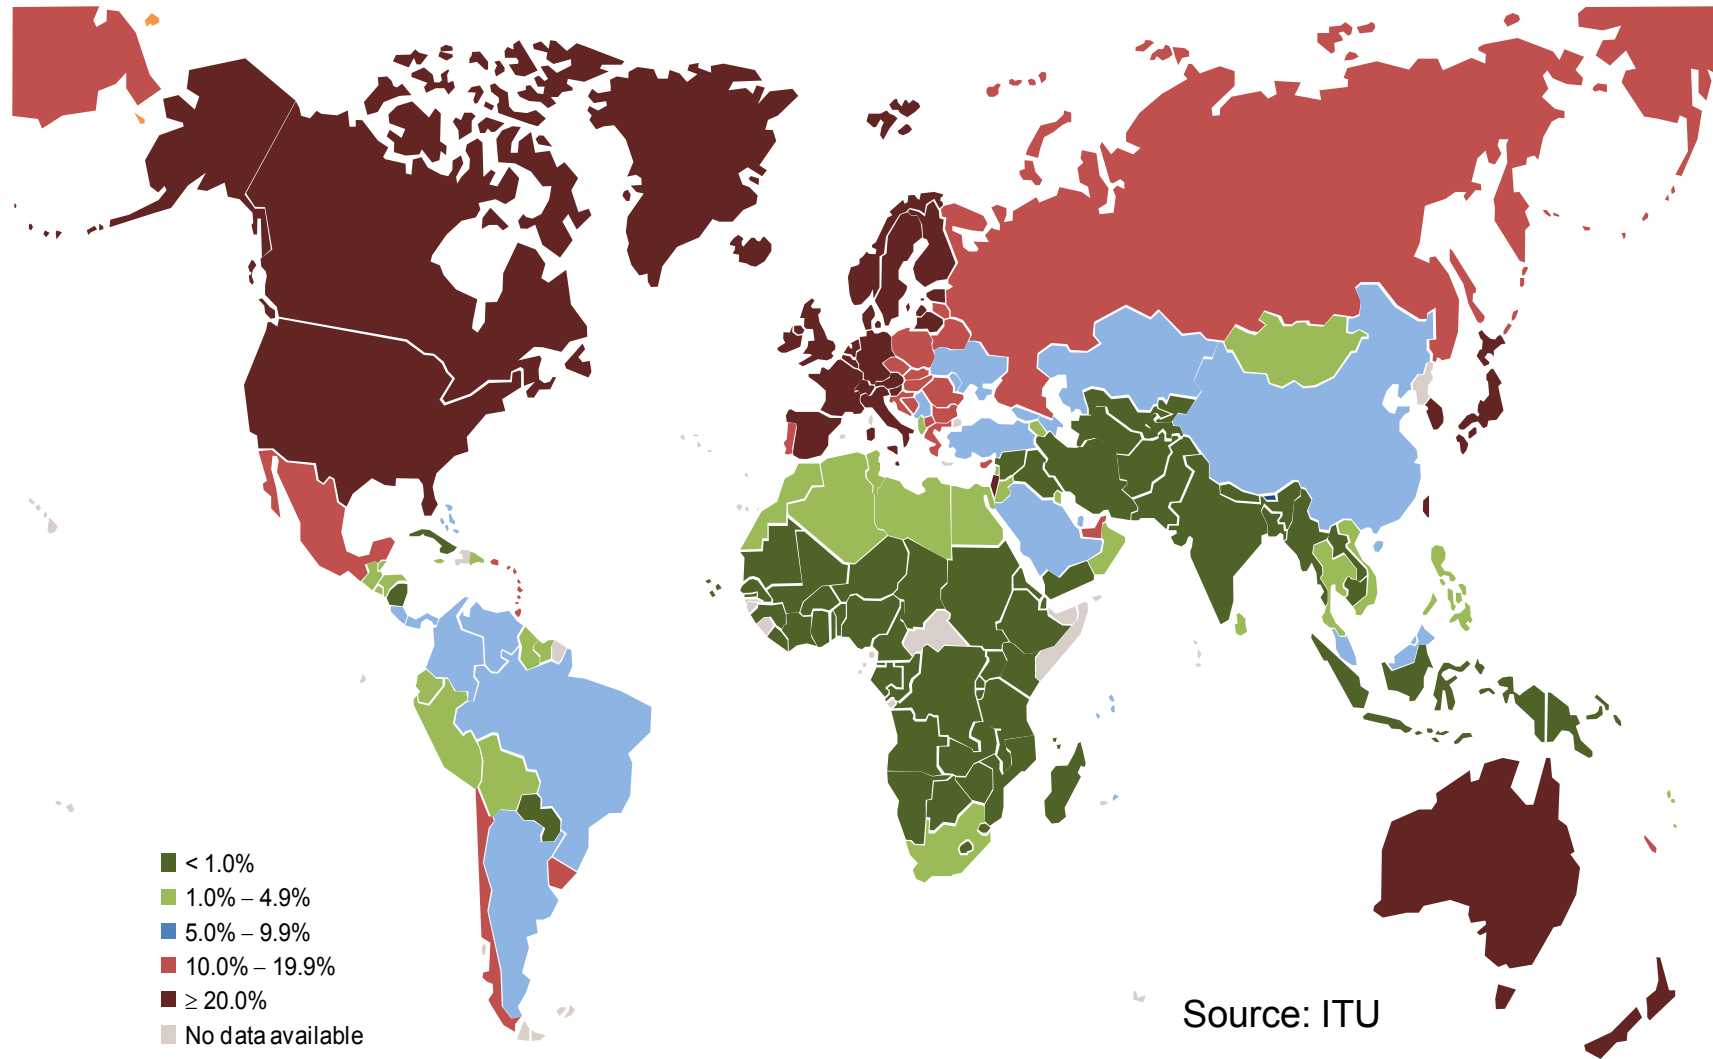 < 1.0%
1.0% – 4.9%
5.0% – 9.9%
10.0% – 19.9%
≥ 20.0%
No data available
Source: ITU